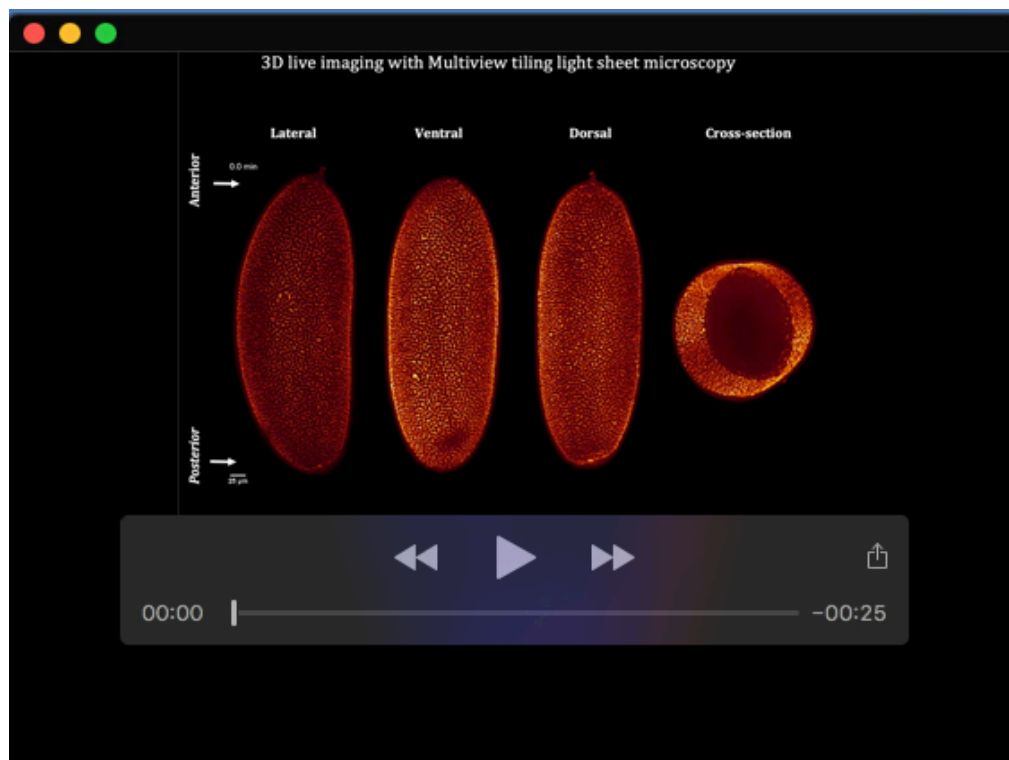 3D live imaging with Multiview tiling light sheet microscopy
Lateral Ventral Dorsal Cross-section
Anterior
0.0 min
Posterior
25 μm
00:00 -00:25